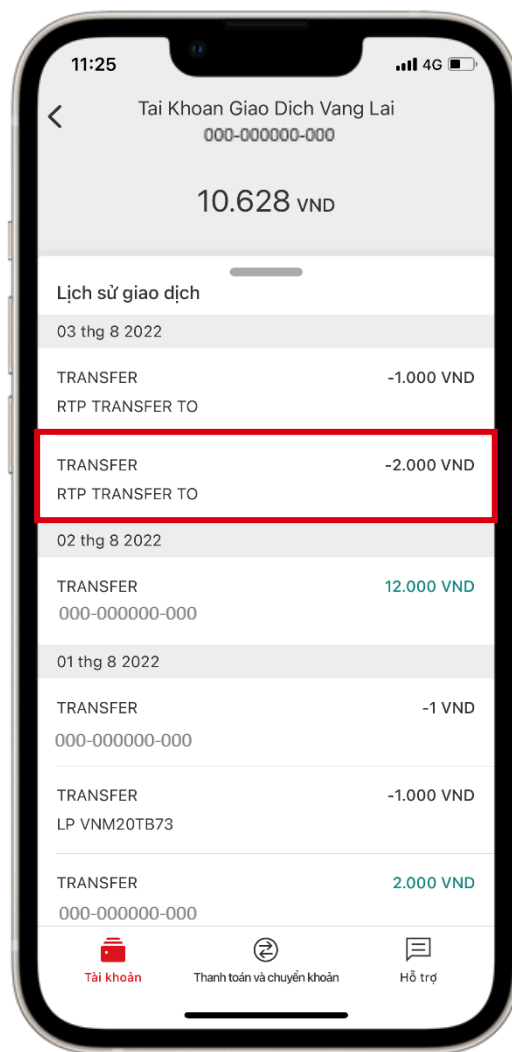 11:25
4G
Tai Khoan Giao Dich Vang Lai
000-000000-000
10.628 VND
Lịch sử giao dịch
03 thg 8 2022
TRANSFER -1.000 VND
RTP TRANSFER TO
TRANSFER -2.000 VND
RTP TRANSFER TO
02 thg 8 2022
TRANSFER 12.000 VND
000-000000-000
01 thg 8 2022
TRANSFER -1 VND
000-000000-000
TRANSFER -1.000 VND
LP VNM20TB73
TRANSFER 2.000 VND
000-000000-000
Tài khoản Thanh toán và chuyển khoản Hỗ trợ